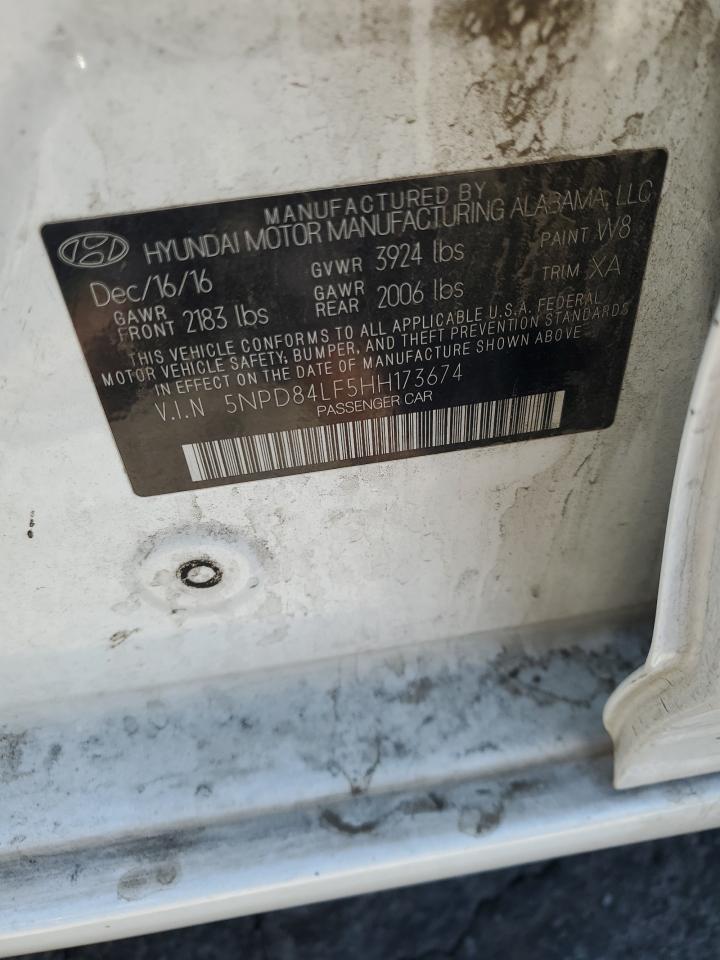 MANUFACTURED BY
HYUNDAI MOTOR MANUFACTURING ALABAMA, LLC
Dec/16/16 GVWR 3924 lbs PAINT W8
GAWR FRONT 2183 lbs GAWR REAR 2006 lbs TRIM XA
THIS VEHICLE CONFORMS TO ALL APPLICABLE U.S.A. FEDERAL
MOTOR VEHICLE SAFETY, BUMPER, AND THEFT PREVENTION STANDARDS
IN EFFECT ON THE DATE OF MANUFACTURE SHOWN ABOVE
V.I.N 5NPD84LF5HH173674
PASSENGER CAR